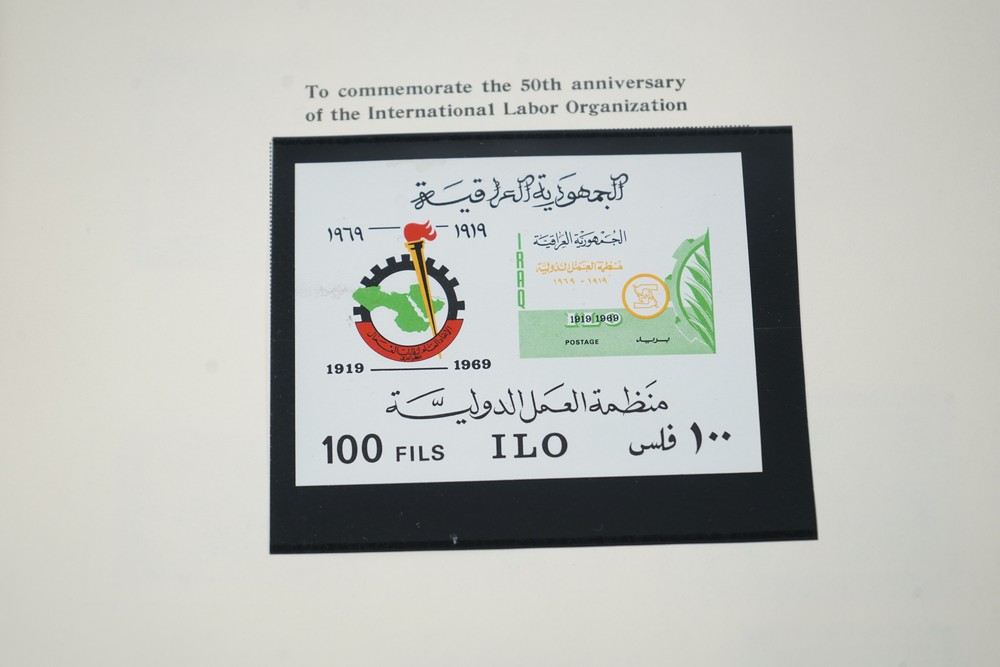 To commemorate the 50th anniversary
of the International Labor Organization
الجمهورية العراقية
١٩٦٩ ١٩١٩
1919 1969
IRAQ
الجمهورية العراقية
منظمة العمل الدولية
١٩١٩ - ١٩٦٩
1919 1969
POSTAGE بريد
منظمة العمل الدولية
100 FILS ILO ١٠٠ فلس